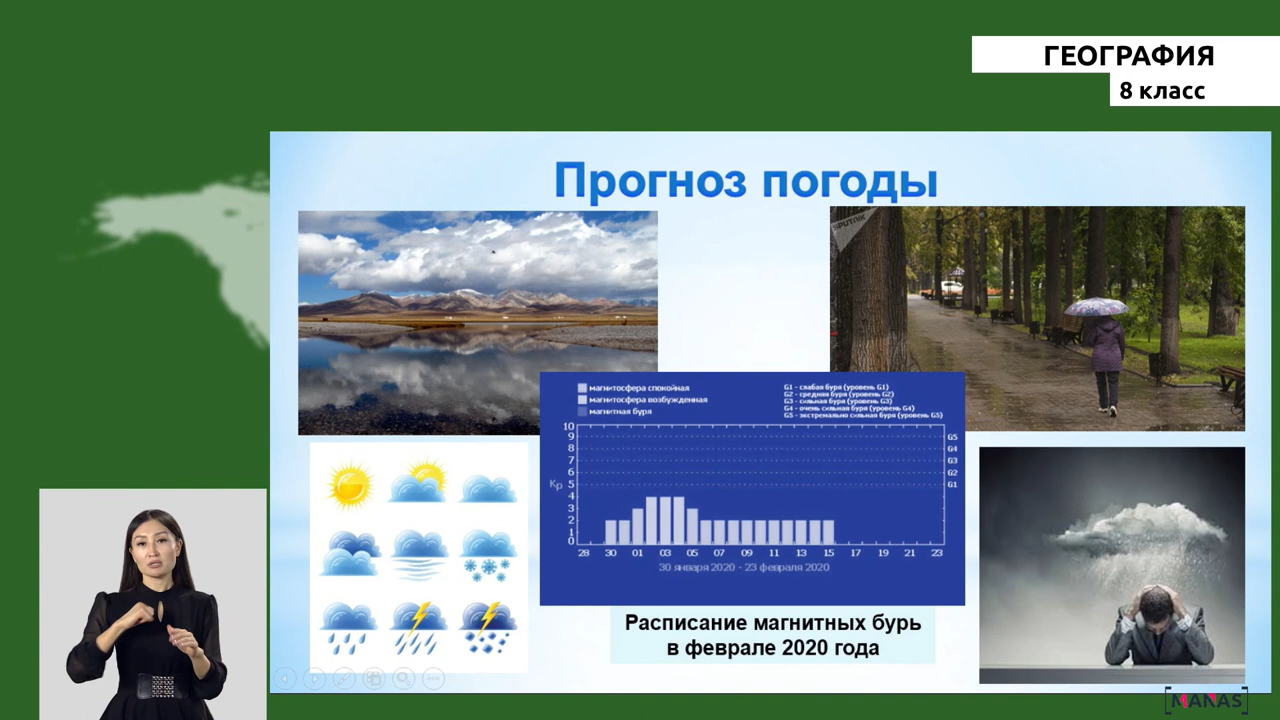 ГЕОГРАФИЯ
8 класс
Прогноз погоды
SPUTNIK
магнитосфера спокойная
магнитосфера возбужденная
магнитная буря
G1 - слабая буря (уровень G1)
G2 - средняя буря (уровень G2)
G3 - сильная буря (уровень G3)
G4 - очень сильная буря (уровень G4)
G5 - экстремально сильная буря (уровень G5)
10
9 G5
8 G4
7 G3
6 G2
Kp 5 G1
4
3
2
1
0
28 30 01 03 05 07 09 11 13 15 17 19 21 23
30 января 2020 - 23 февраля 2020
Расписание магнитных бурь
в феврале 2020 года
[MANAS]